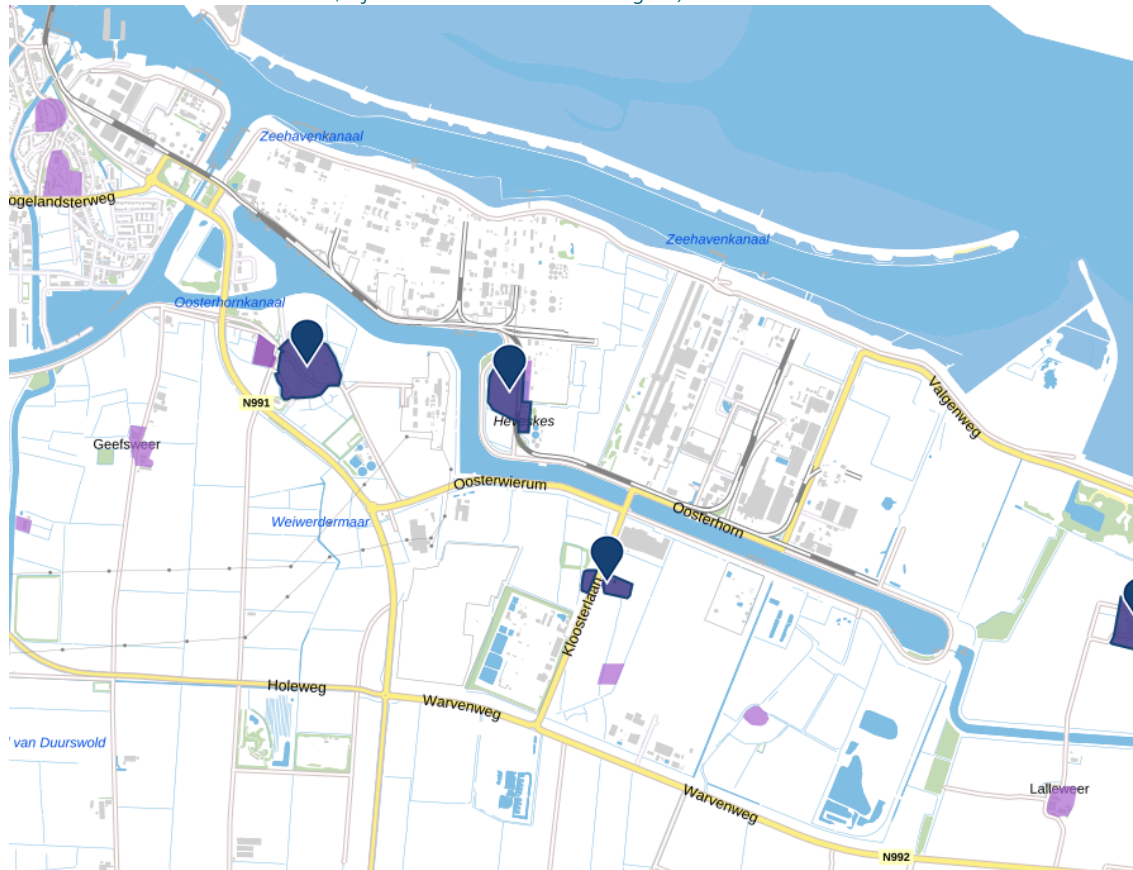 Zeehavenkanaal
ogelandsterweg
Zeehavenkanaal
Oosterhornkanaal
Valgenweg
N991
Heveskes
Geefsweer
Oosterwierum
Weiwerdermaar
Oosterhorn
Kloosterlaan
Holeweg
Warvenweg
van Duurswold
Lalleweer
Warvenweg
N992